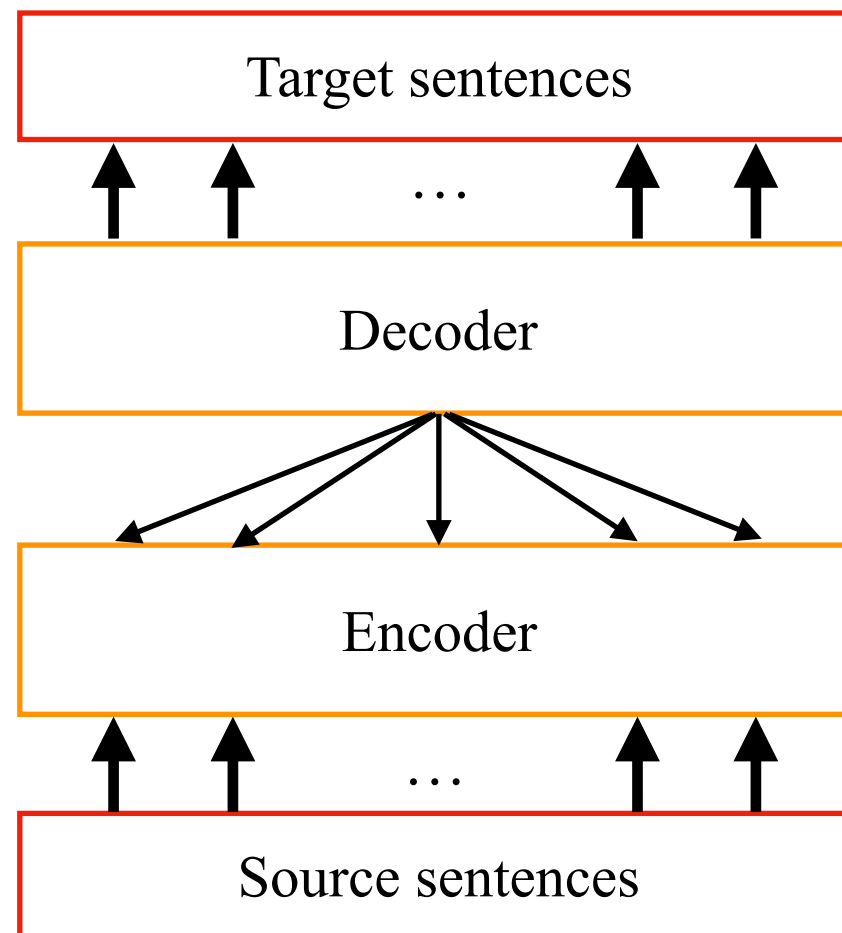 Target sentences
…
Decoder
Encoder
…
Source sentences